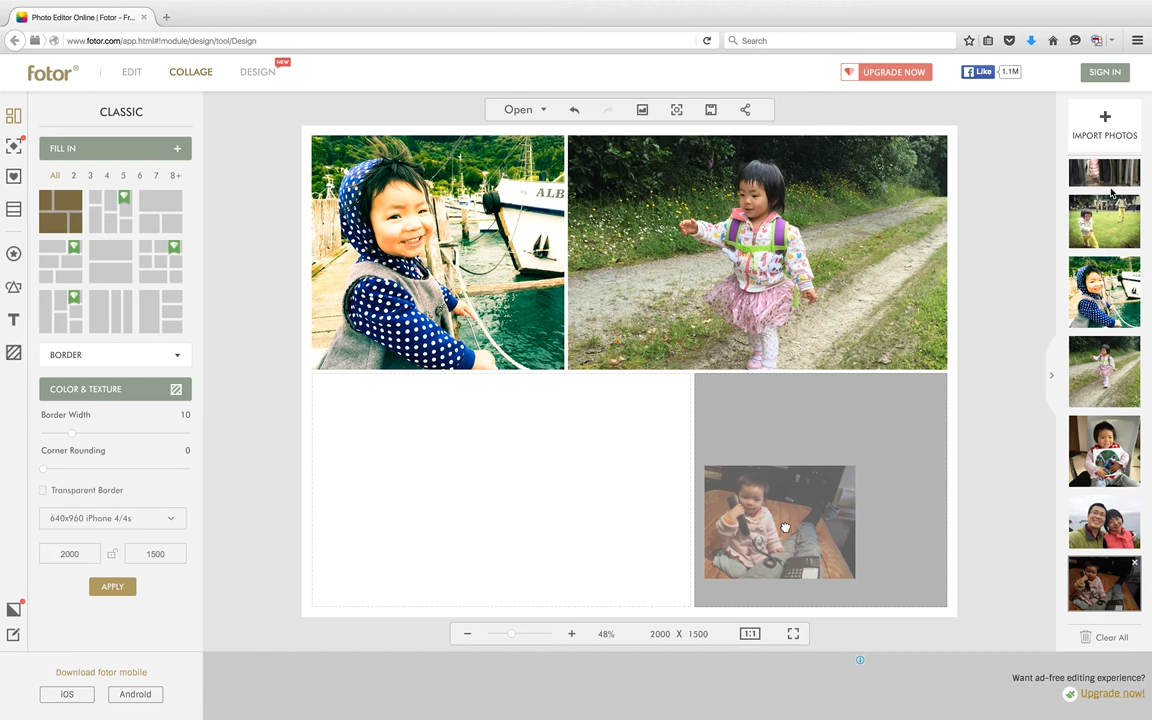 Photo Editor Online | Fotor - Fr...
www.fotor.com/app.html#!module/design/tool/Design
Search
fotor®
EDIT
COLLAGE
DESIGN
NEW
UPGRADE NOW
Like
1.1M
SIGN IN
CLASSIC
FILL IN
All 2 3 4 5 6 7 8+
BORDER
COLOR & TEXTURE
Border Width 10
Corner Rounding 0
Transparent Border
640x960 iPhone 4/4s
2000
1500
APPLY
Download fotor mobile
iOS
Android
Open
ALB
48%
2000 X 1500
1:1
IMPORT PHOTOS
Clear All
Want ad-free editing experience?
Upgrade now!